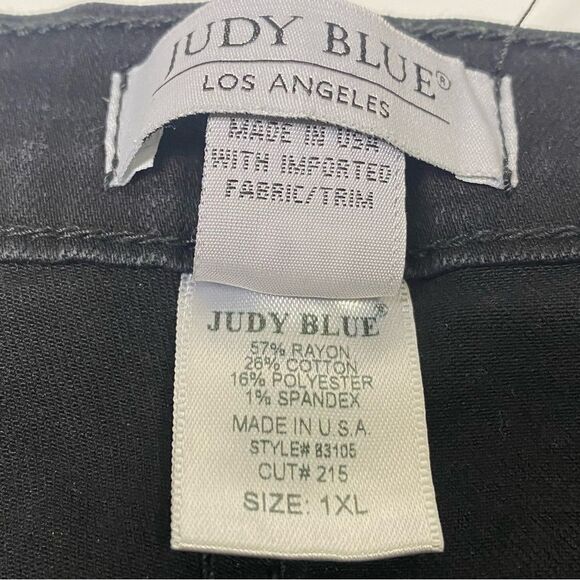 JUDY BLUE®
LOS ANGELES
MADE IN USA
WITH IMPORTED
FABRIC/TRIM
JUDY BLUE®
57% RAYON
26% COTTON
16% POLYESTER
1% SPANDEX
MADE IN U.S.A.
STYLE# 83105
CUT# 215
SIZE: 1XL